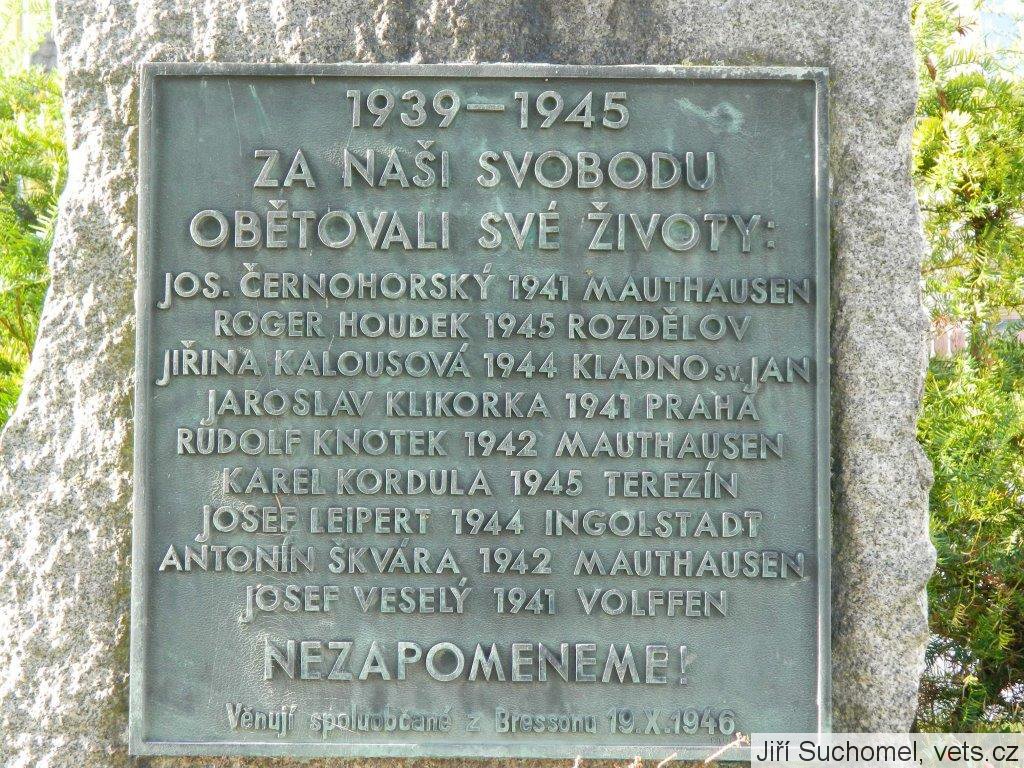 1939 — 1945
ZA NAŠI SVOBODU
OBĚTOVALI SVÉ ŽIVOTY:
JOS. ČERNOHORSKÝ 1941 MAUTHAUSEN
ROGER HOUDEK 1945 ROZDĚLOV
JIŘINA KALOUSOVÁ 1944 KLADNO SV. JAN
JAROSLAV KLIKORKA 1941 PRAHA
RUDOLF KNOTEK 1942 MAUTHAUSEN
KAREL KORDULA 1945 TEREZÍN
JOSEF LEIPERT 1944 INGOLSTADT
ANTONÍN ŠKVÁRA 1942 MAUTHAUSEN
JOSEF VESELÝ 1941 VOLFFEN
NEZAPOMENEME!
Věnují spoluobčané z Bressonu 19.X.1946
Jiří Suchomel, vets.cz